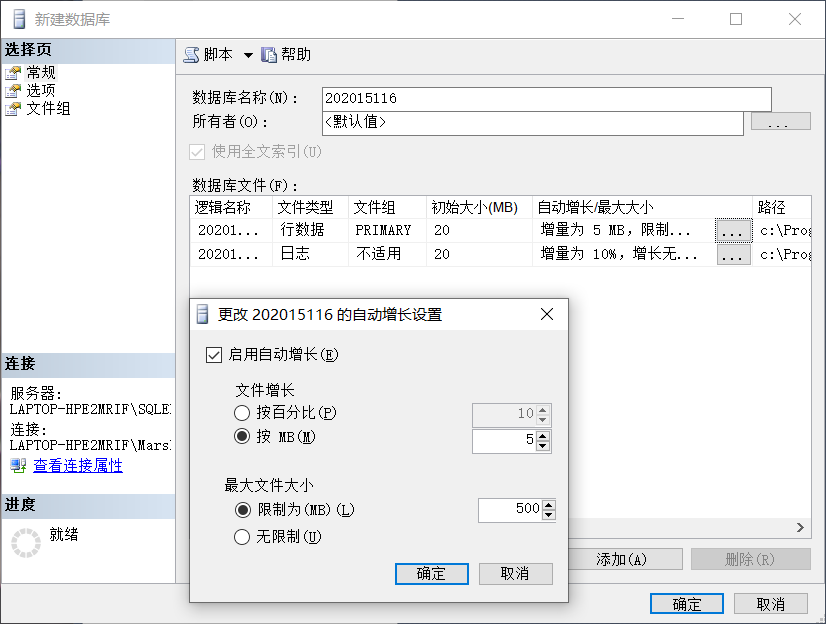 新建数据库
选择页
常规
选项
文件组
脚本 帮助
数据库名称(N)： 202015116
所有者(O)： <默认值> ...
使用全文索引(U)
数据库文件(F)：
逻辑名称 文件类型 文件组 初始大小(MB) 自动增长/最大大小 路径
20201... 行数据 PRIMARY 20 增量为 5 MB，限制... ... c:\Prog
20201... 日志 不适用 20 增量为 10%，增长无... ... c:\Prog
更改 202015116 的自动增长设置
启用自动增长(E)
文件增长
按百分比(P) 10
按 MB(M) 5
最大文件大小
限制为(MB)(L) 500
无限制(U)
确定 取消
连接
服务器:
LAPTOP-HPE2MRIF\SQLE
连接:
LAPTOP-HPE2MRIF\Mars
查看连接属性
进度
就绪
添加(A) 删除(R)
确定 取消